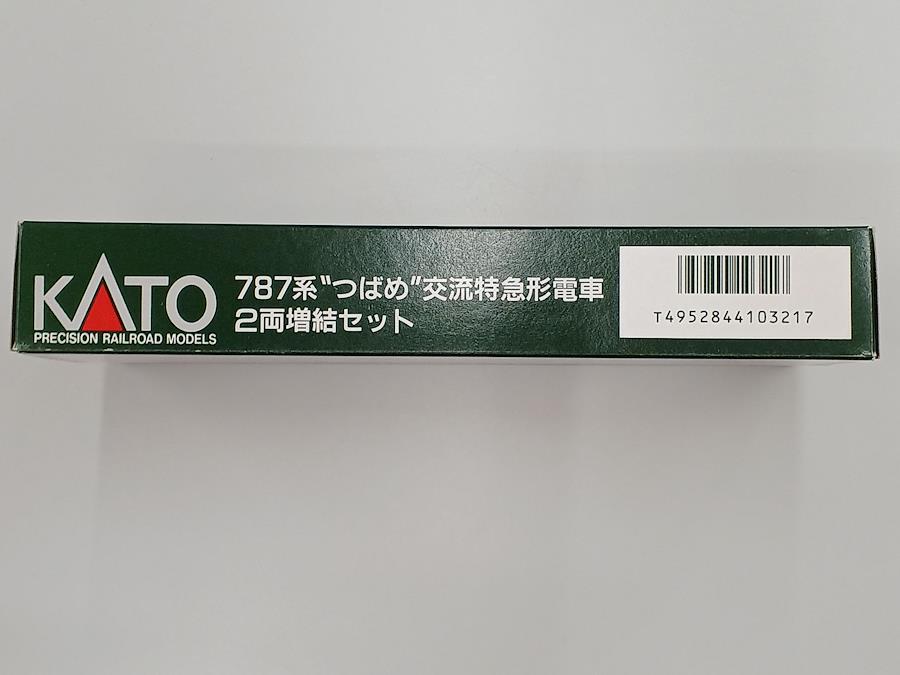 KATO
PRECISION RAILROAD MODELS
787系"つばめ"交流特急形電車
2両増結セット
T4952844103217